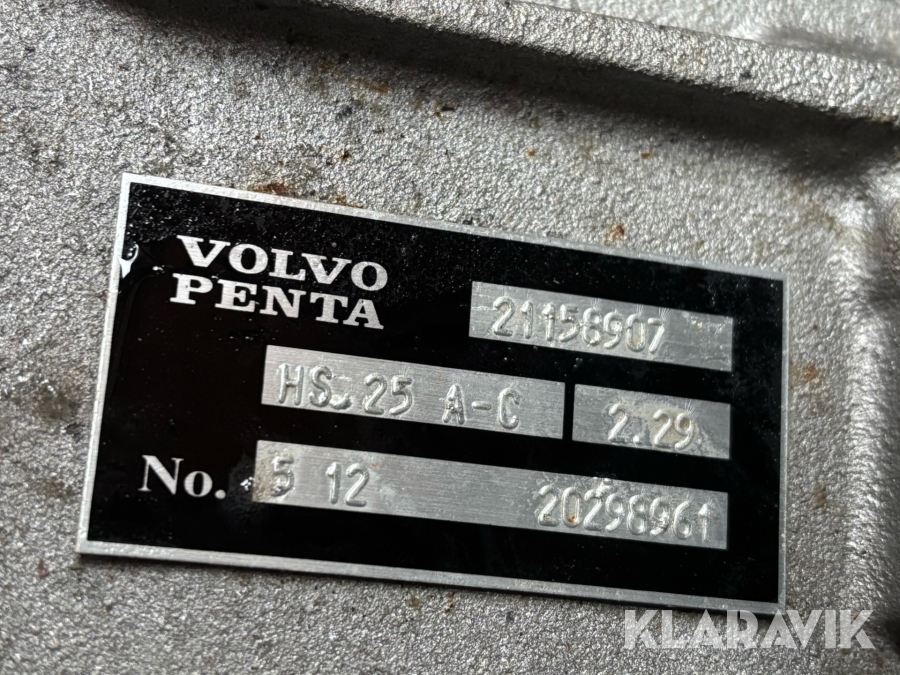 VOLVO
PENTA
21158907
HS.25 A-C 2.29
No. 5 12 20298961
KLARAVIK